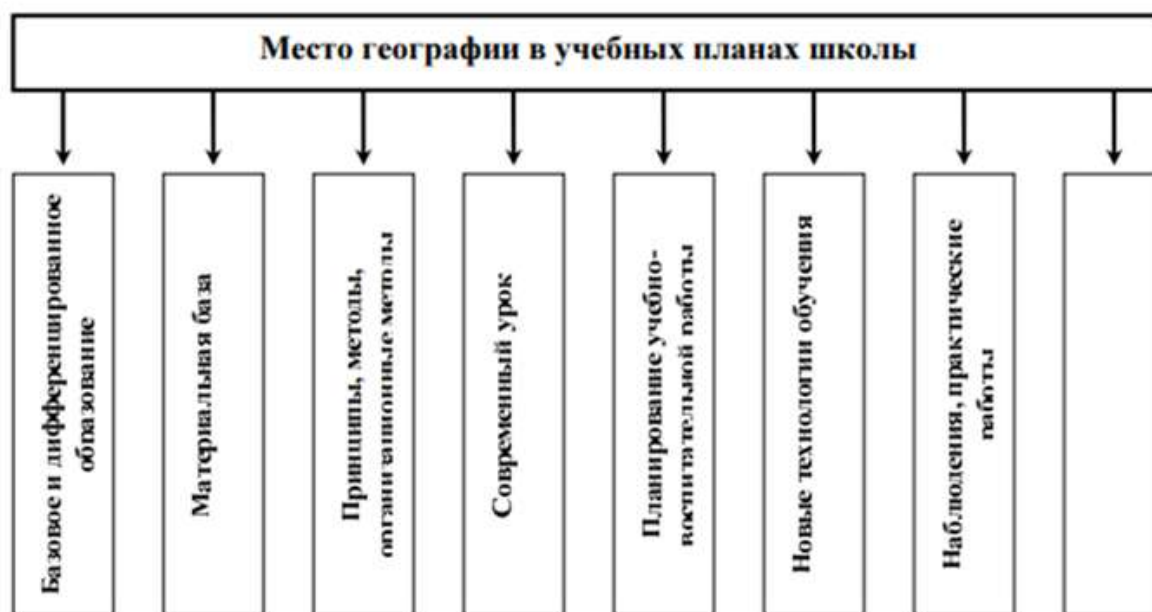 Место географии в учебных планах школы
Базовое и дифференцированное
образование
Материальная база
Принципы, методы,
организационные методы
Современный урок
Планирование учебно-
воспитательной работы
Новые технологии обучения
Наблюдения, практические
работы